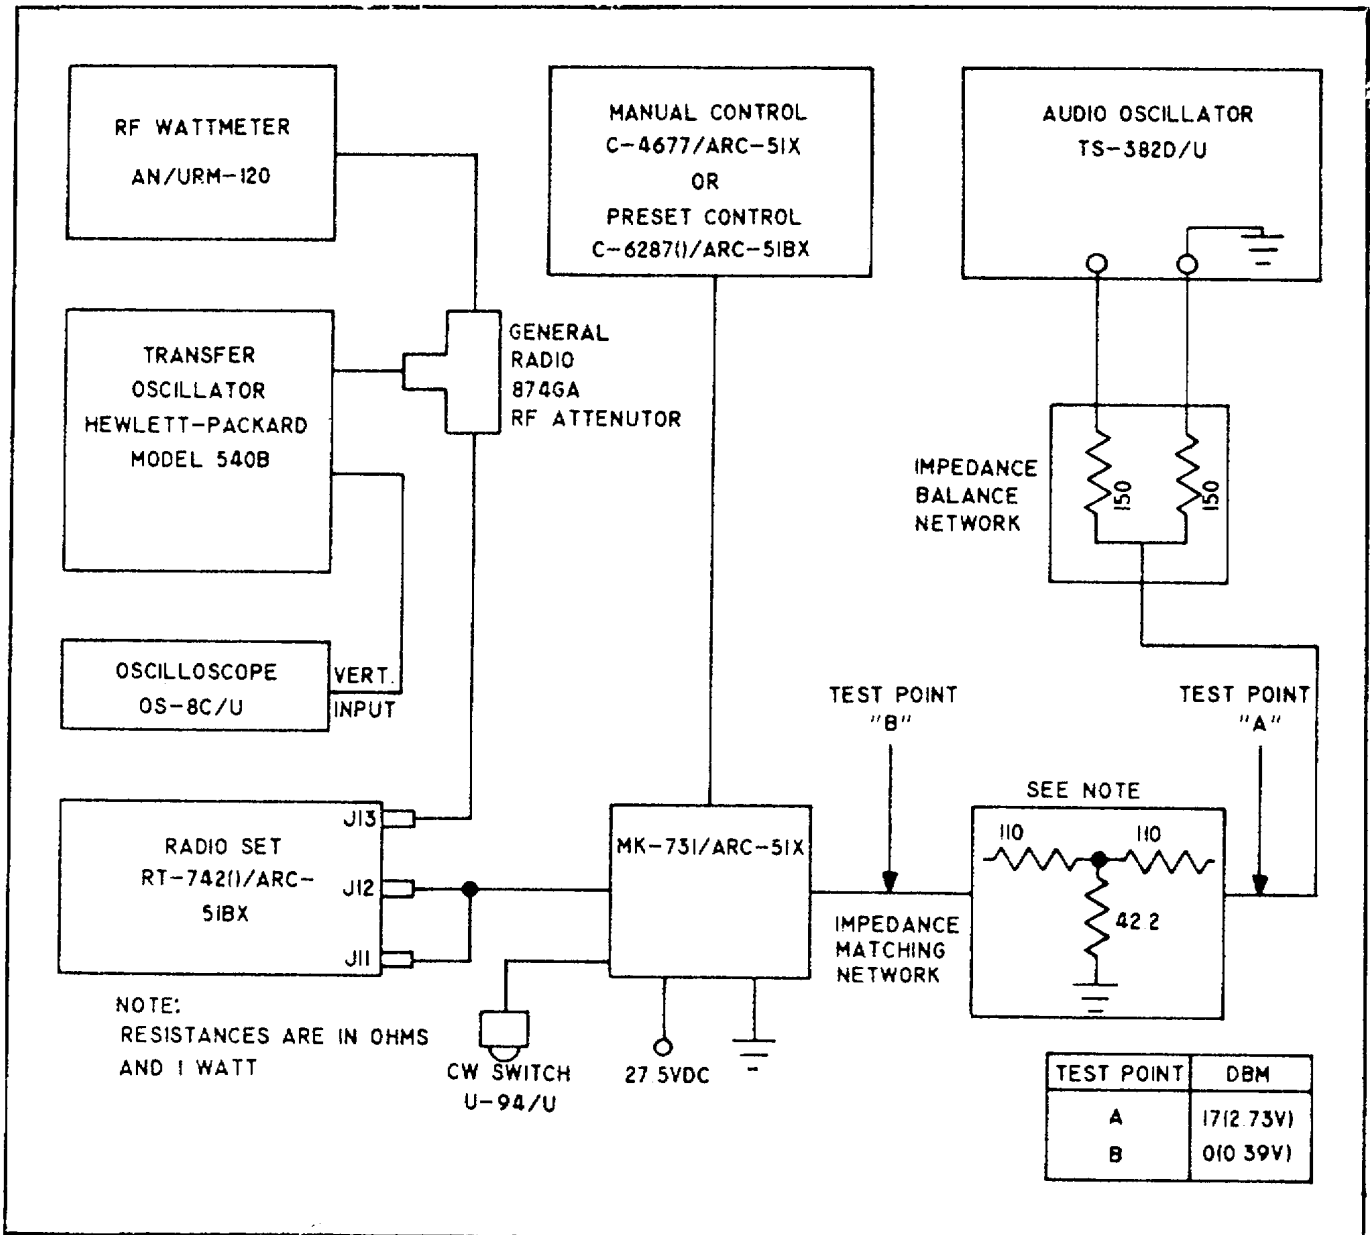 RF WATTMETER
AN/URM-120
MANUAL CONTROL
C-4677/ARC-51X
OR
PRESET CONTROL
C-6287()/ARC-51BX
AUDIO OSCILLATOR
TS-382D/U
TRANSFER
OSCILLATOR
HEWLETT-PACKARD
MODEL 540B
GENERAL
RADIO
874GA
RF ATTENUTOR
IMPEDANCE
BALANCE
NETWORK
150
150
OSCILLOSCOPE
OS-8C/U
VERT.
INPUT
TEST POINT
"B"
TEST POINT
"A"
SEE NOTE
110
110
42.2
RADIO SET
RT-742()/ARC-
51BX
J13
J12
J11
MK-731/ARC-51X
IMPEDANCE
MATCHING
NETWORK
NOTE:
RESISTANCES ARE IN OHMS
AND 1 WATT
CW SWITCH
U-94/U
27.5VDC
TEST POINT DBM
A 17(2.73V)
B 0(0.39V)